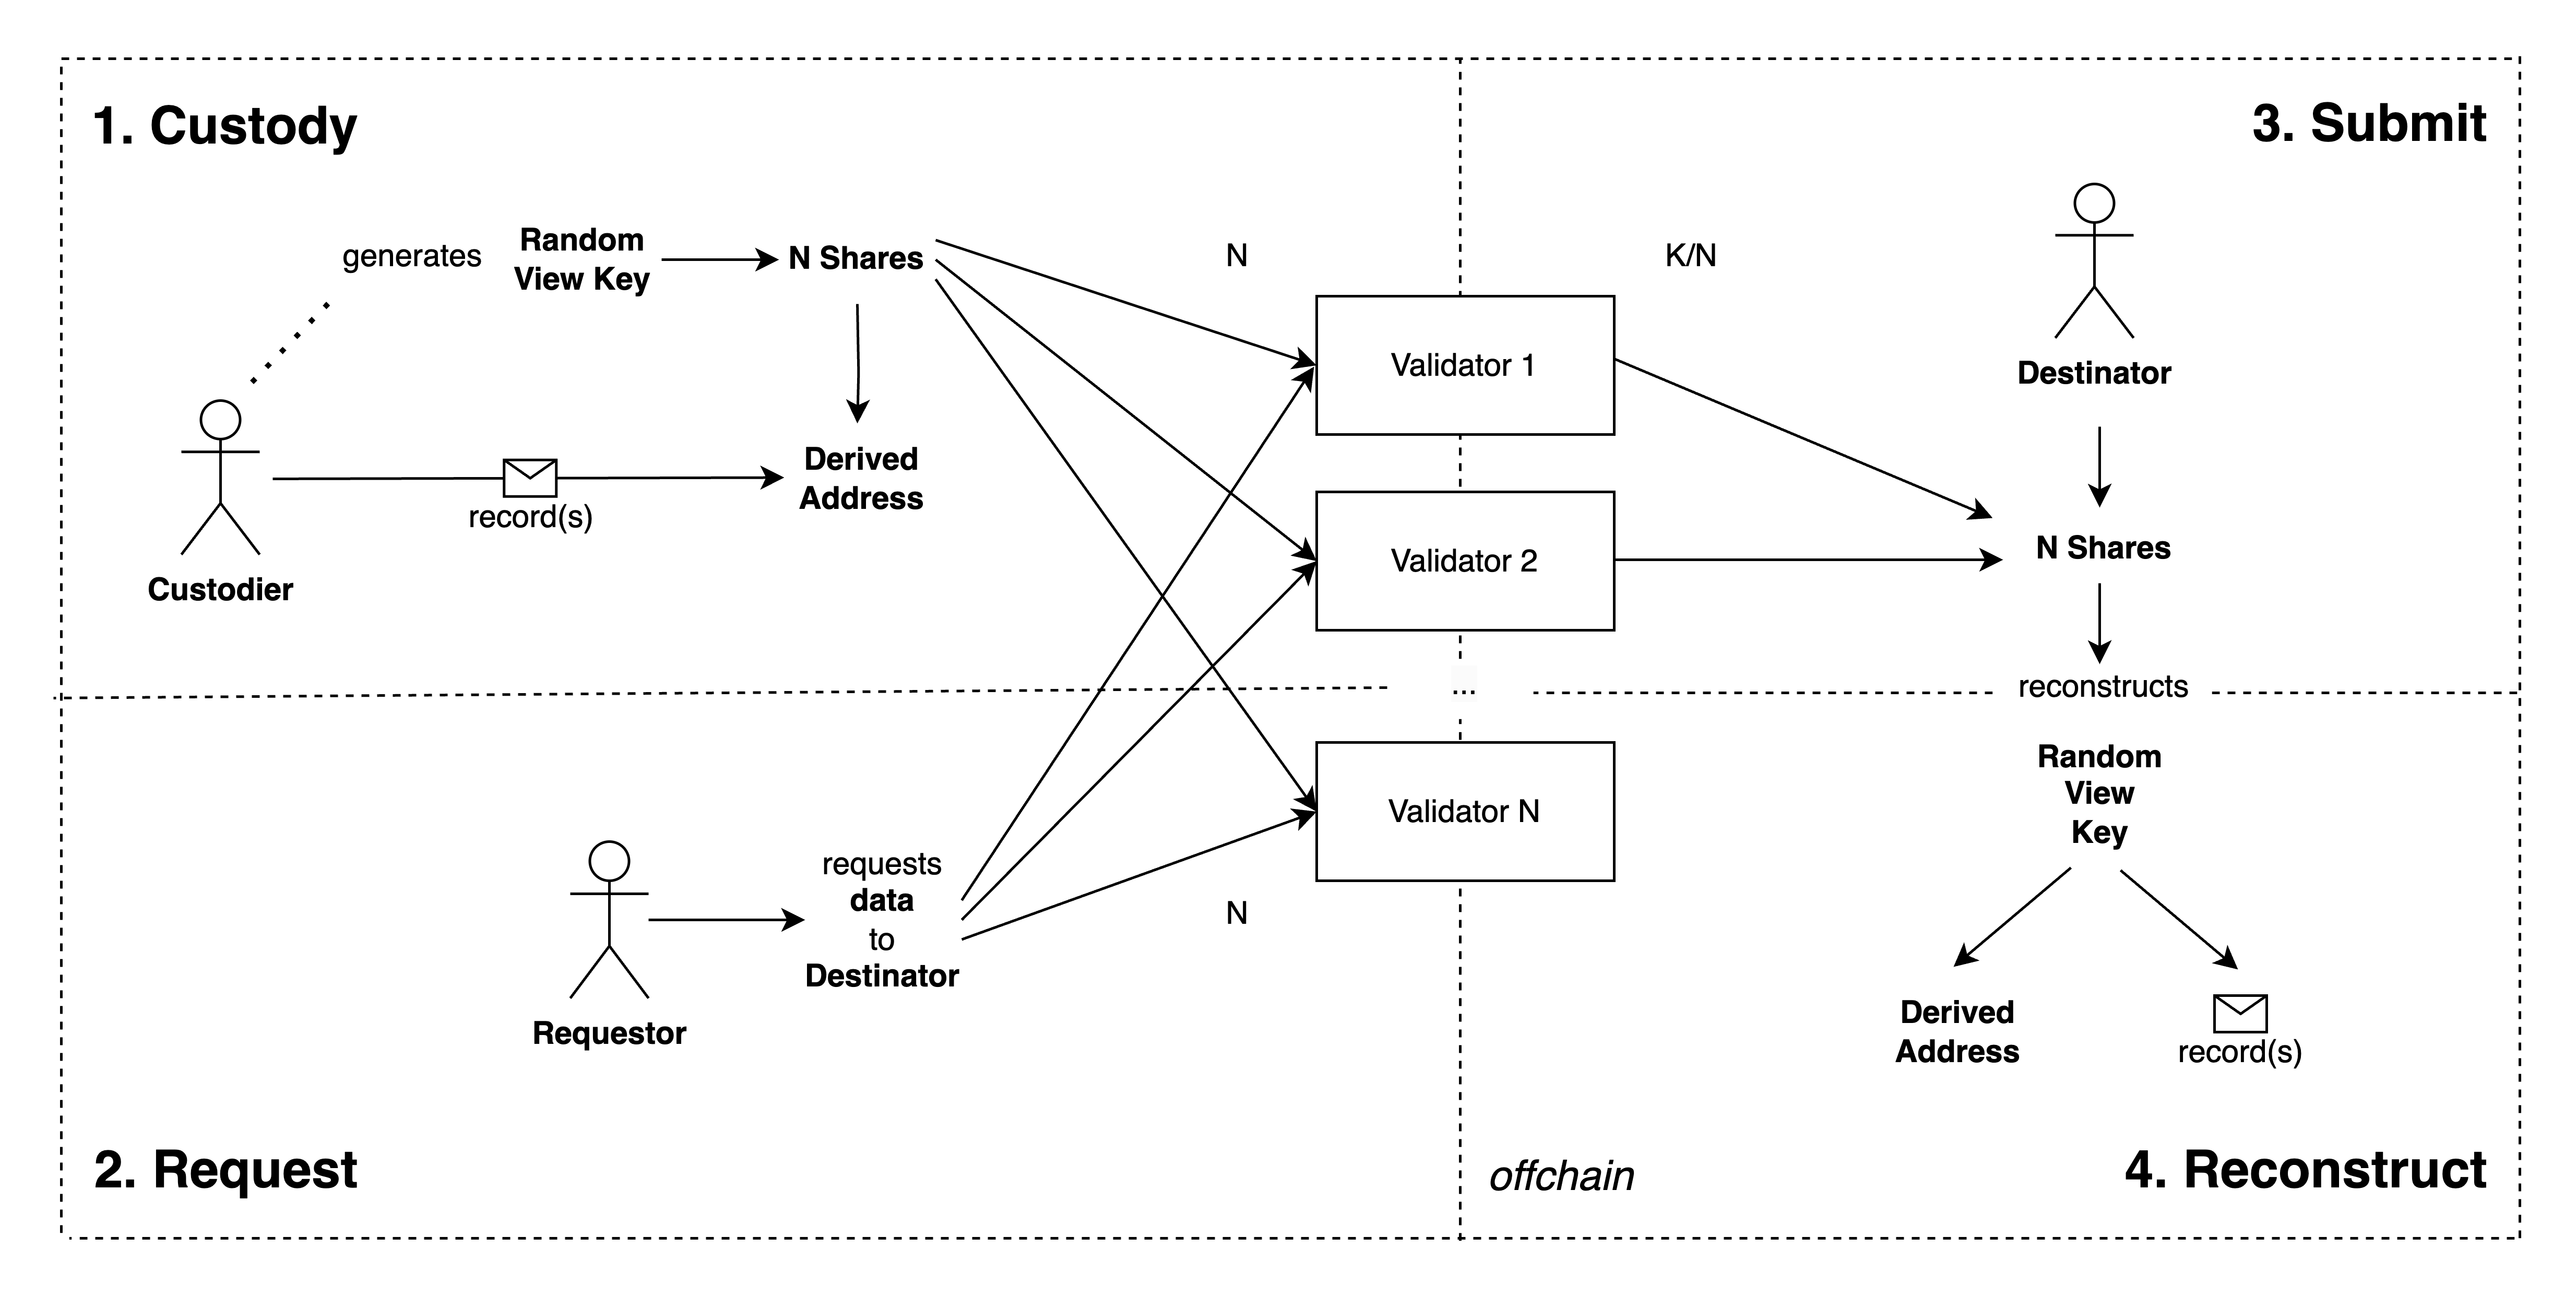 1. Custody
generates
Random
View Key
N Shares
N
Derived
Address
record(s)
Custodier
Validator 1
Validator 2
...
Validator N
3. Submit
K/N
Destinator
N Shares
reconstructs
Random
View
Key
Derived
Address
record(s)
4. Reconstruct
offchain
requests
data
to
Destinator
N
Requestor
2. Request